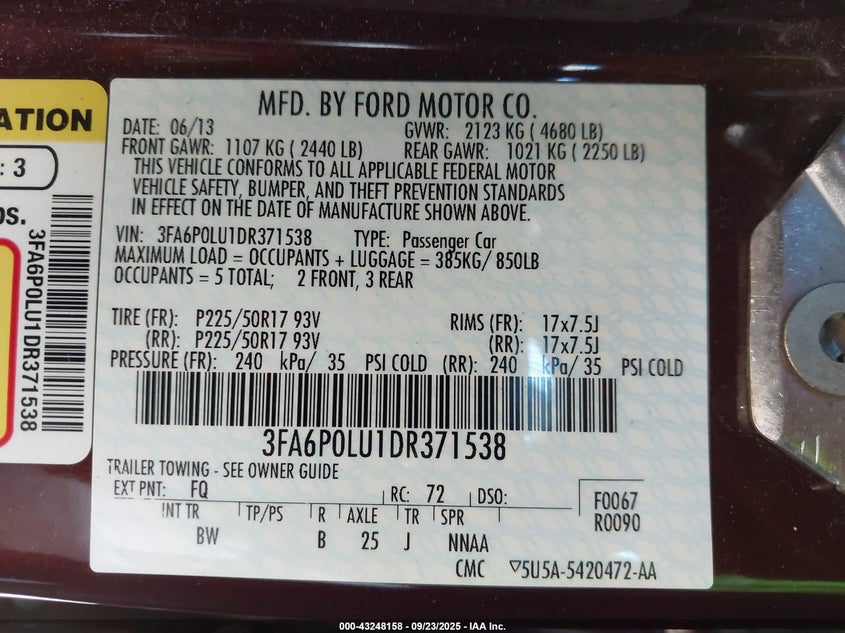 ATION
: 3
OS.
3FA6P0LU1DR371538
MFD. BY FORD MOTOR CO.
DATE: 06/13 GVWR: 2123 KG ( 4680 LB)
FRONT GAWR: 1107 KG ( 2440 LB) REAR GAWR: 1021 KG ( 2250 LB)
THIS VEHICLE CONFORMS TO ALL APPLICABLE FEDERAL MOTOR
VEHICLE SAFETY, BUMPER, AND THEFT PREVENTION STANDARDS
IN EFFECT ON THE DATE OF MANUFACTURE SHOWN ABOVE.
VIN: 3FA6P0LU1DR371538 TYPE: Passenger Car
MAXIMUM LOAD = OCCUPANTS + LUGGAGE = 385KG/ 850LB
OCCUPANTS = 5 TOTAL; 2 FRONT, 3 REAR
TIRE (FR): P225/50R17 93V RIMS (FR): 17x7.5J
(RR): P225/50R17 93V (RR): 17x7.5J
PRESSURE (FR): 240 kPa/ 35 PSI COLD (RR): 240 kPa/ 35 PSI COLD
3FA6P0LU1DR371538
TRAILER TOWING - SEE OWNER GUIDE
EXT PNT: FQ RC: 72 DSO: F0067
INT TR TP/PS R AXLE TR SPR R0090
BW B 25 J NNAA
CMC ▽5U5A-5420472-AA
000-43248158 - 09/23/2025 - IAA Inc.